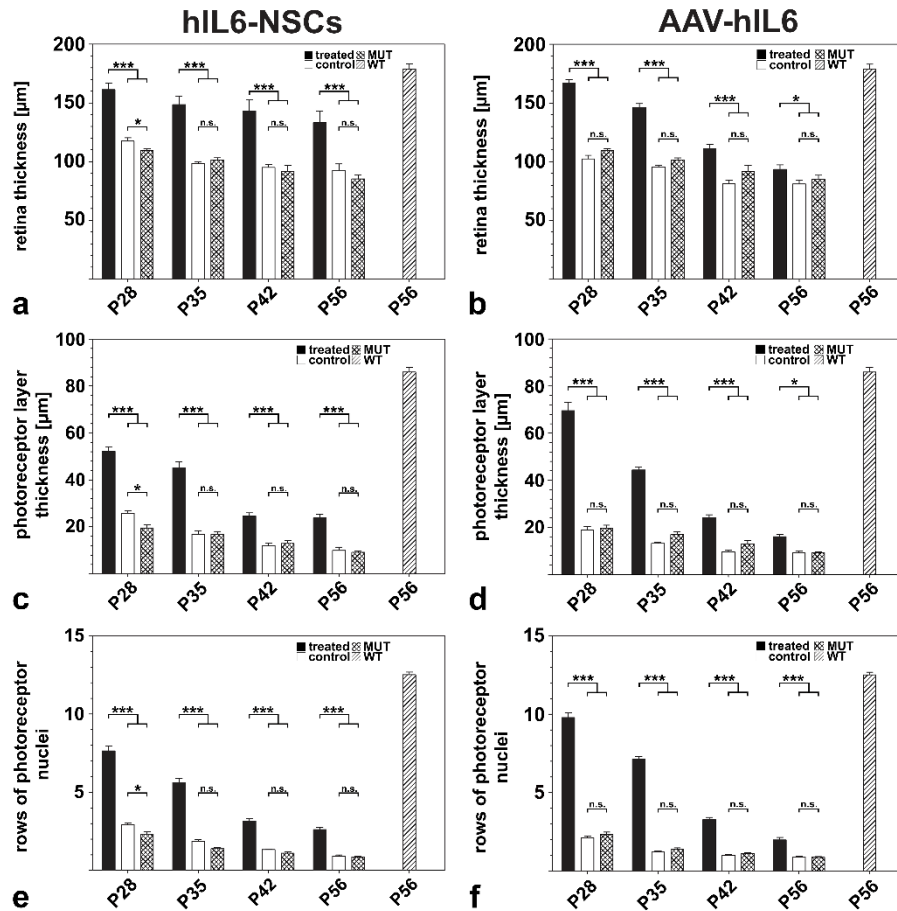 hIL6-NSCs
AAV-hIL6
retina thickness [µm]
200
150
100
50
treated MUT
control WT
*** *** *** ***
* n.s. n.s. n.s.
P28 P35 P42 P56 P56
a
retina thickness [µm]
200
150
100
50
treated MUT
control WT
*** *** *** *
n.s. n.s. n.s. n.s.
P28 P35 P42 P56 P56
b
photoreceptor layer
thickness [µm]
100
80
60
40
20
treated MUT
control WT
*** *** *** ***
* n.s. n.s. n.s.
P28 P35 P42 P56 P56
c
photoreceptor layer
thickness [µm]
100
80
60
40
20
treated MUT
control WT
*** *** *** *
n.s. n.s. n.s. n.s.
P28 P35 P42 P56 P56
d
rows of photoreceptor
nuclei
15
10
5
treated MUT
control WT
*** *** *** ***
* n.s. n.s. n.s.
P28 P35 P42 P56 P56
e
rows of photoreceptor
nuclei
15
10
5
treated MUT
control WT
*** *** *** ***
n.s. n.s. n.s. n.s.
P28 P35 P42 P56 P56
f